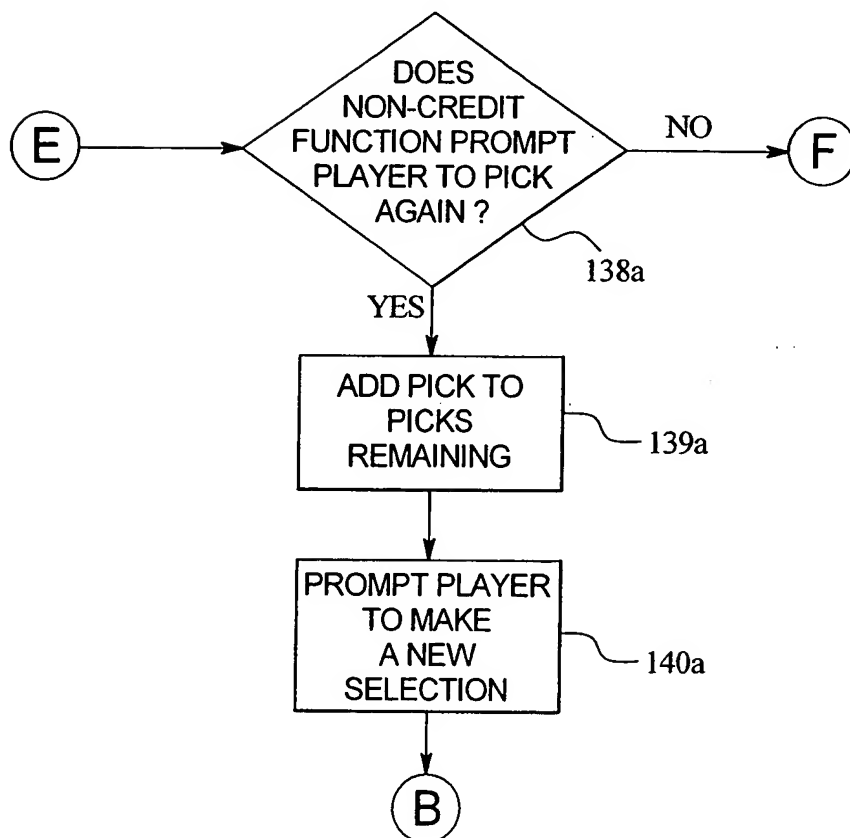 DOES
NON-CREDIT
FUNCTION PROMPT
PLAYER TO PICK
AGAIN ?
E
NO
F
138a
YES
ADD PICK TO
PICKS
REMAINING
139a
PROMPT PLAYER
TO MAKE
A NEW
SELECTION
140a
B